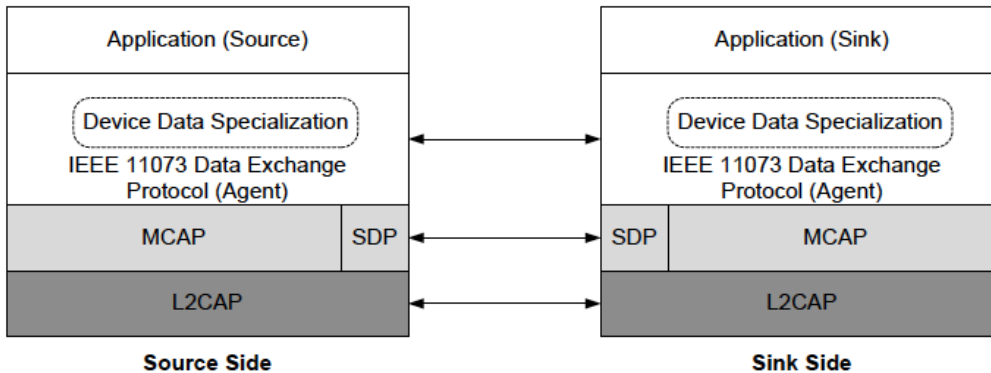 Application (Source)
Device Data Specialization
IEEE 11073 Data Exchange
Protocol (Agent)
MCAP
SDP
L2CAP
Source Side
Application (Sink)
Device Data Specialization
IEEE 11073 Data Exchange
Protocol (Agent)
SDP
MCAP
L2CAP
Sink Side